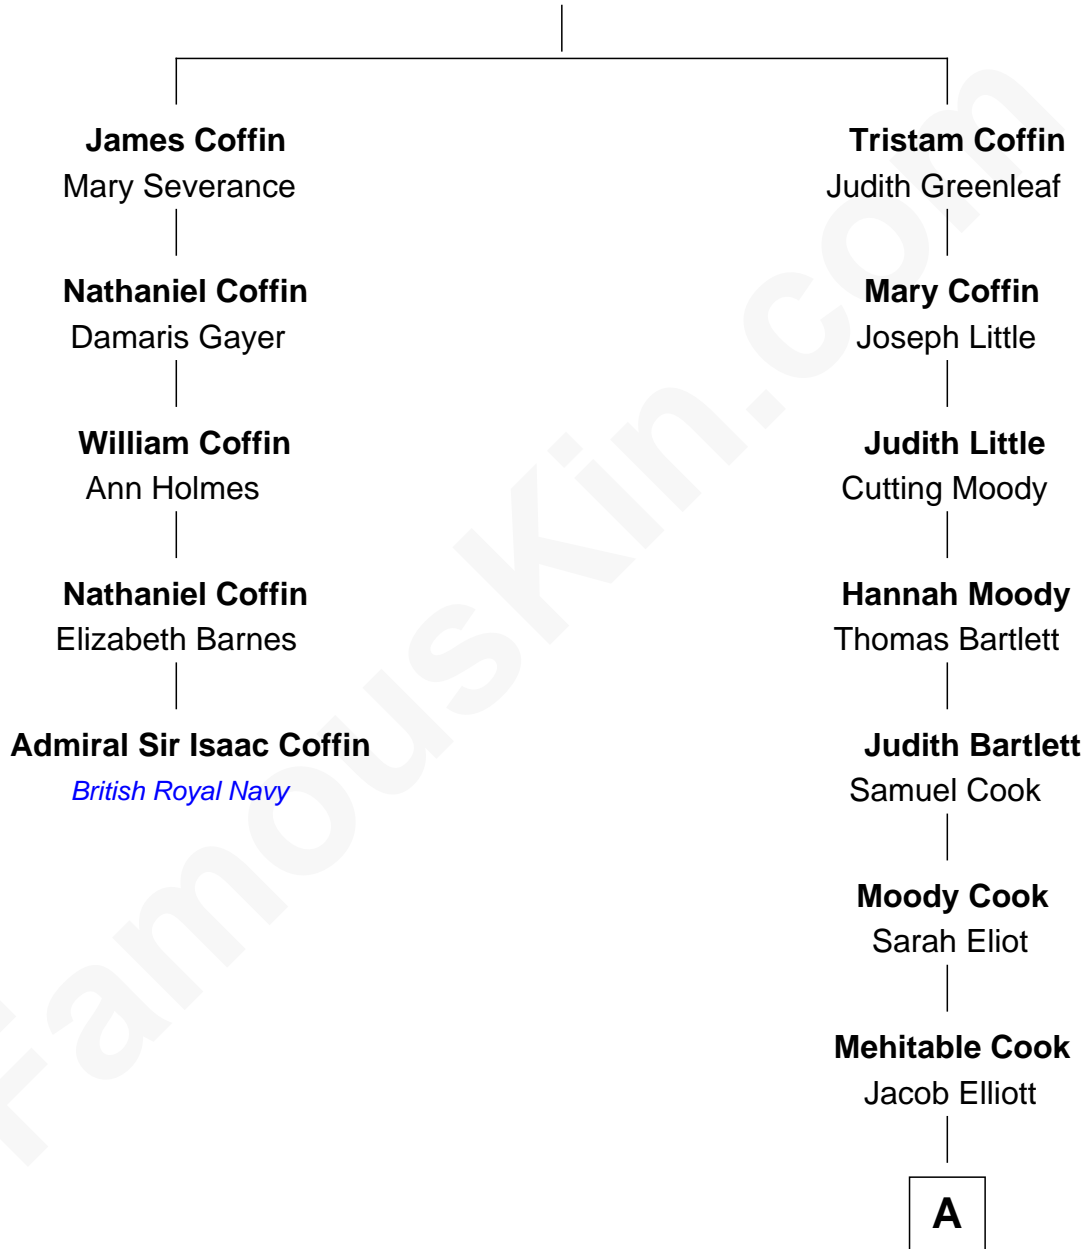 James Coffin
Mary Severance
Nathaniel Coffin
Damaris Gayer
William Coffin
Ann Holmes
Nathaniel Coffin
Elizabeth Barnes
Admiral Sir Isaac Coffin
British Royal Navy
Tristam Coffin
Judith Greenleaf
Mary Coffin
Joseph Little
Judith Little
Cutting Moody
Hannah Moody
Thomas Bartlett
Judith Bartlett
Samuel Cook
Moody Cook
Sarah Eliot
Mehitable Cook
Jacob Elliott
A
FamousKin.com